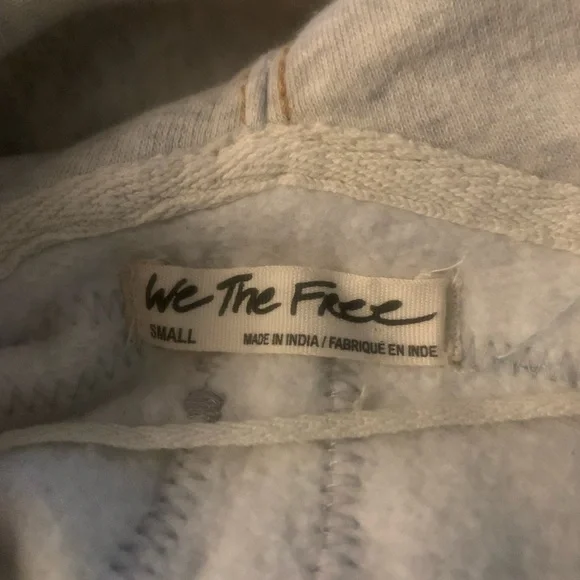 We The Free
SMALL
MADE IN INDIA / FABRIQUÉ EN INDE